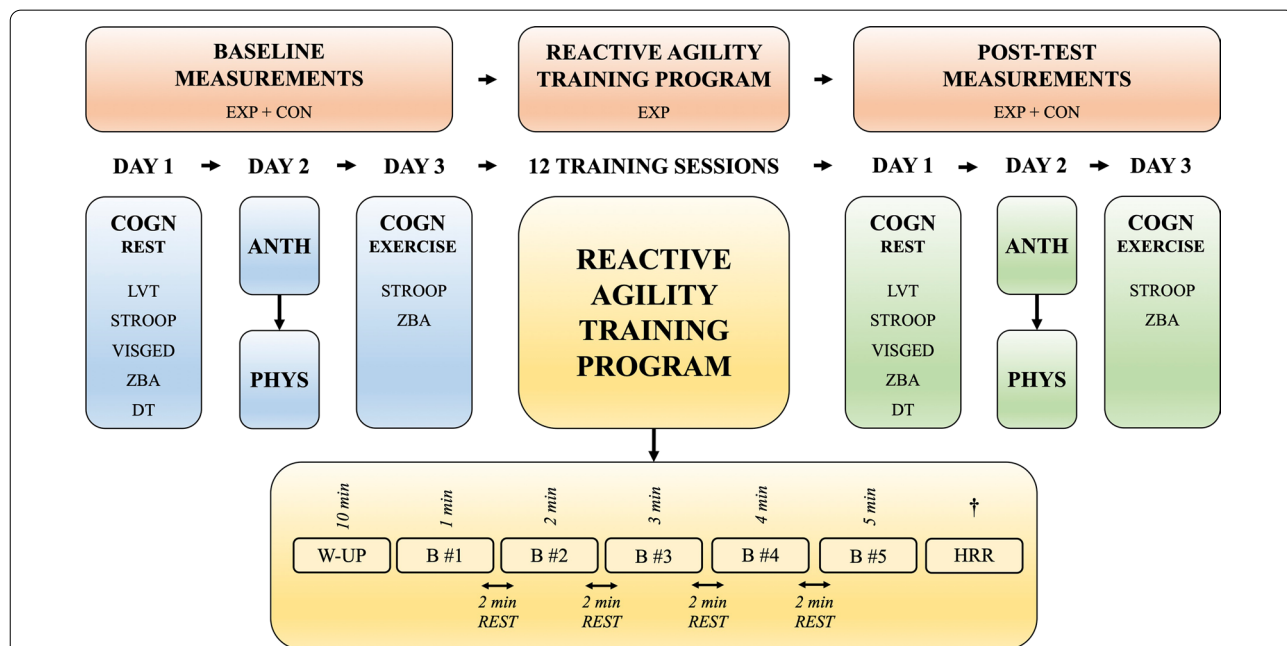 BASELINE
MEASUREMENTS
EXP + CON
REACTIVE AGILITY
TRAINING PROGRAM
EXP
POST-TEST
MEASUREMENTS
EXP + CON
DAY 1
DAY 2
DAY 3
12 TRAINING SESSIONS
DAY 1
DAY 2
DAY 3
COGN
REST
LVT
STROOP
VISGED
ZBA
DT
ANTH
PHYS
COGN
EXERCISE
STROOP
ZBA
REACTIVE
AGILITY
TRAINING
PROGRAM
COGN
REST
LVT
STROOP
VISGED
ZBA
DT
ANTH
PHYS
COGN
EXERCISE
STROOP
ZBA
10 min
1 min
2 min
3 min
4 min
5 min
†
W-UP
B #1
B #2
B #3
B #4
B #5
HRR
2 min
REST
2 min
REST
2 min
REST
2 min
REST